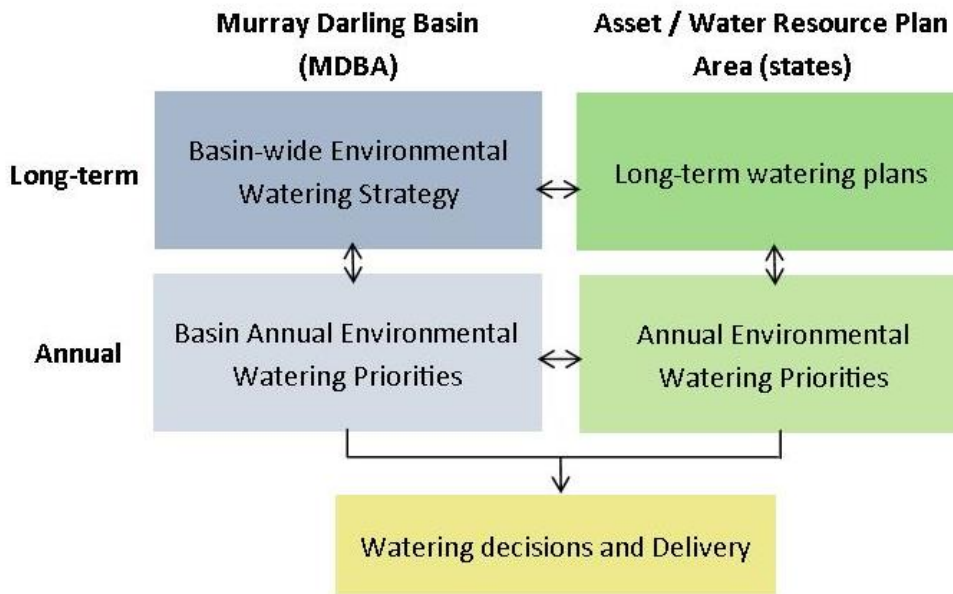 Murray Darling Basin
(MDBA)
Asset / Water Resource Plan
Area (states)
Long-term
Basin-wide Environmental
Watering Strategy
Long-term watering plans
Annual
Basin Annual Environmental
Watering Priorities
Annual Environmental
Watering Priorities
Watering decisions and Delivery